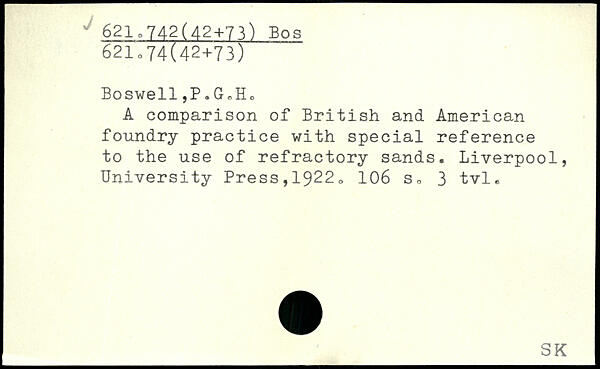 621.742(42+73) Bos
621.74(42+73)
Boswell,P.G.H.
A comparison of British and American
foundry practice with special reference
to the use of refractory sands. Liverpool,
University Press,1922. 106 s. 3 tvl.
SK